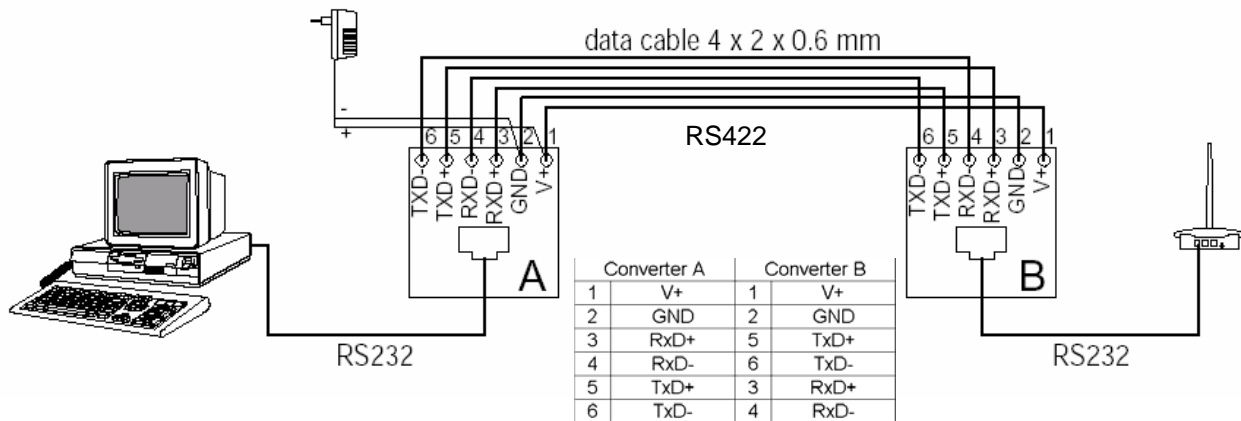 data cable 4 x 2 x 0.6 mm
-
+
6 5 4 3 2 1
RS422
6 5 4 3 2 1
TXD- TXD+ RXD- RXD+ GND V+
TXD- TXD+ RXD- RXD+ GND V+
A
B
RS232
RS232
Converter A Converter B
1 V+ 1 V+
2 GND 2 GND
3 RxD+ 5 TxD+
4 RxD- 6 TxD-
5 TxD+ 3 RxD+
6 TxD- 4 RxD-